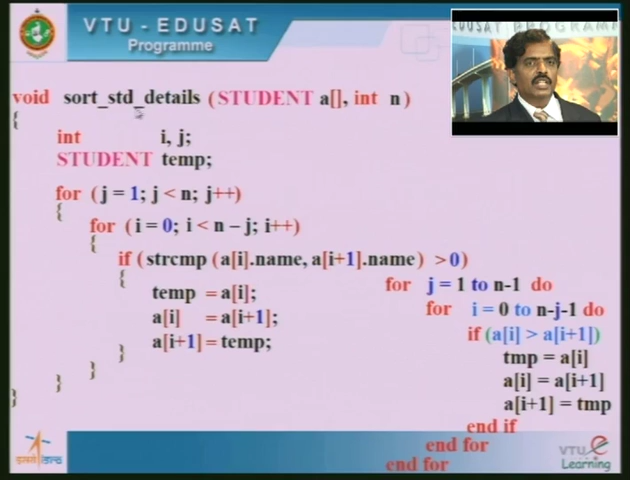 VTU - EDUSAT
Programme
EDUSAT PROGRAMME
void sort_std_details (STUDENT a[], int n)
{
int i, j;
STUDENT temp;
for (j = 1; j < n; j++)
{
for (i = 0; i < n – j; i++)
{
if (strcmp (a[i].name, a[i+1].name) >0)
{
temp = a[i];
a[i] = a[i+1];
a[i+1] = temp;
}
}
}
}
for j = 1 to n-1 do
for i = 0 to n-j-1 do
if (a[i] > a[i+1])
tmp = a[i]
a[i] = a[i+1]
a[i+1] = tmp
end if
end for
end for
VTU e
Learning